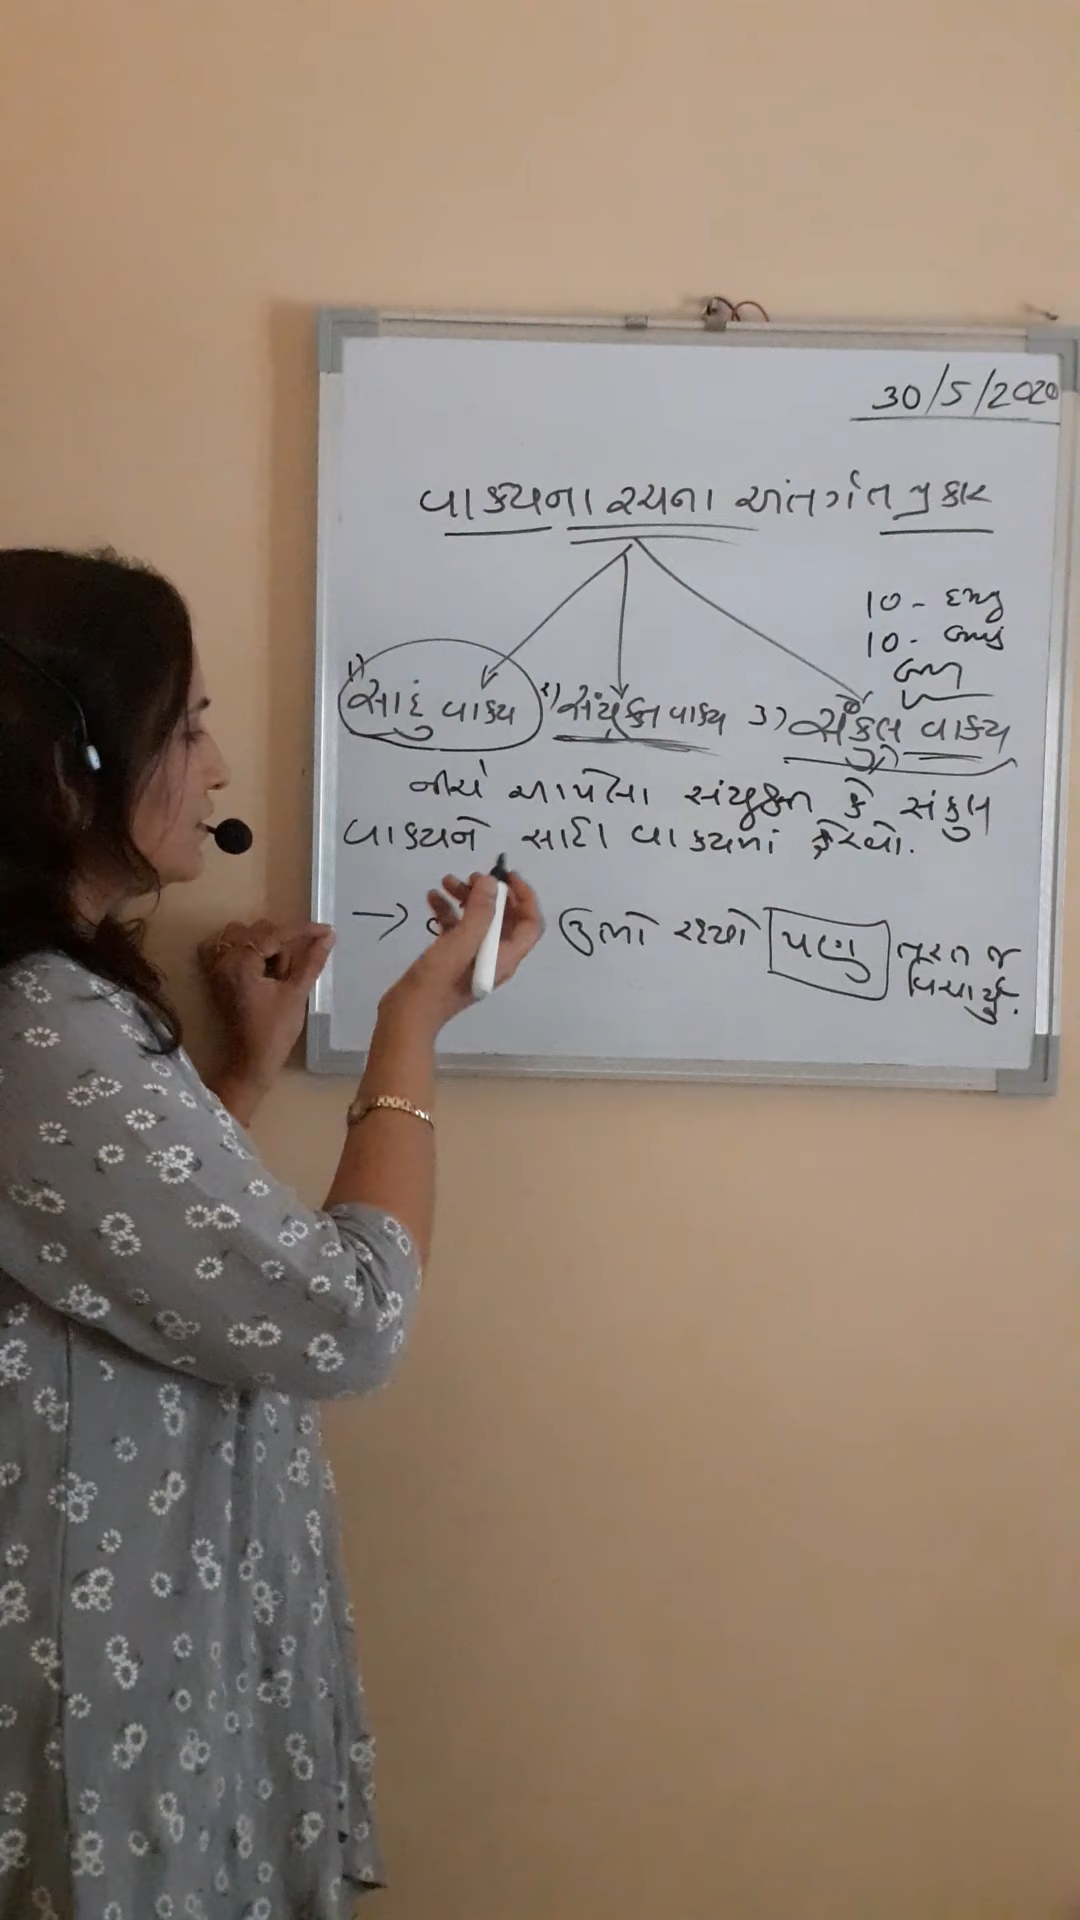 30/5/2020
વાક્યના રચના અંતર્ગત પ્રકાર
10 - Eng
10 -
1) સાદું વાક્ય 2) સંયુક્ત વાક્ય 3) સંકુલ વાક્ય
નીચે આપેલા સંયુક્ત કે સંકુલ
વાક્યને સાદા વાક્યમાં ફેરવો.
→ ઉભો રહ્યો પણ તૂરત જ
વિચાર્યું.